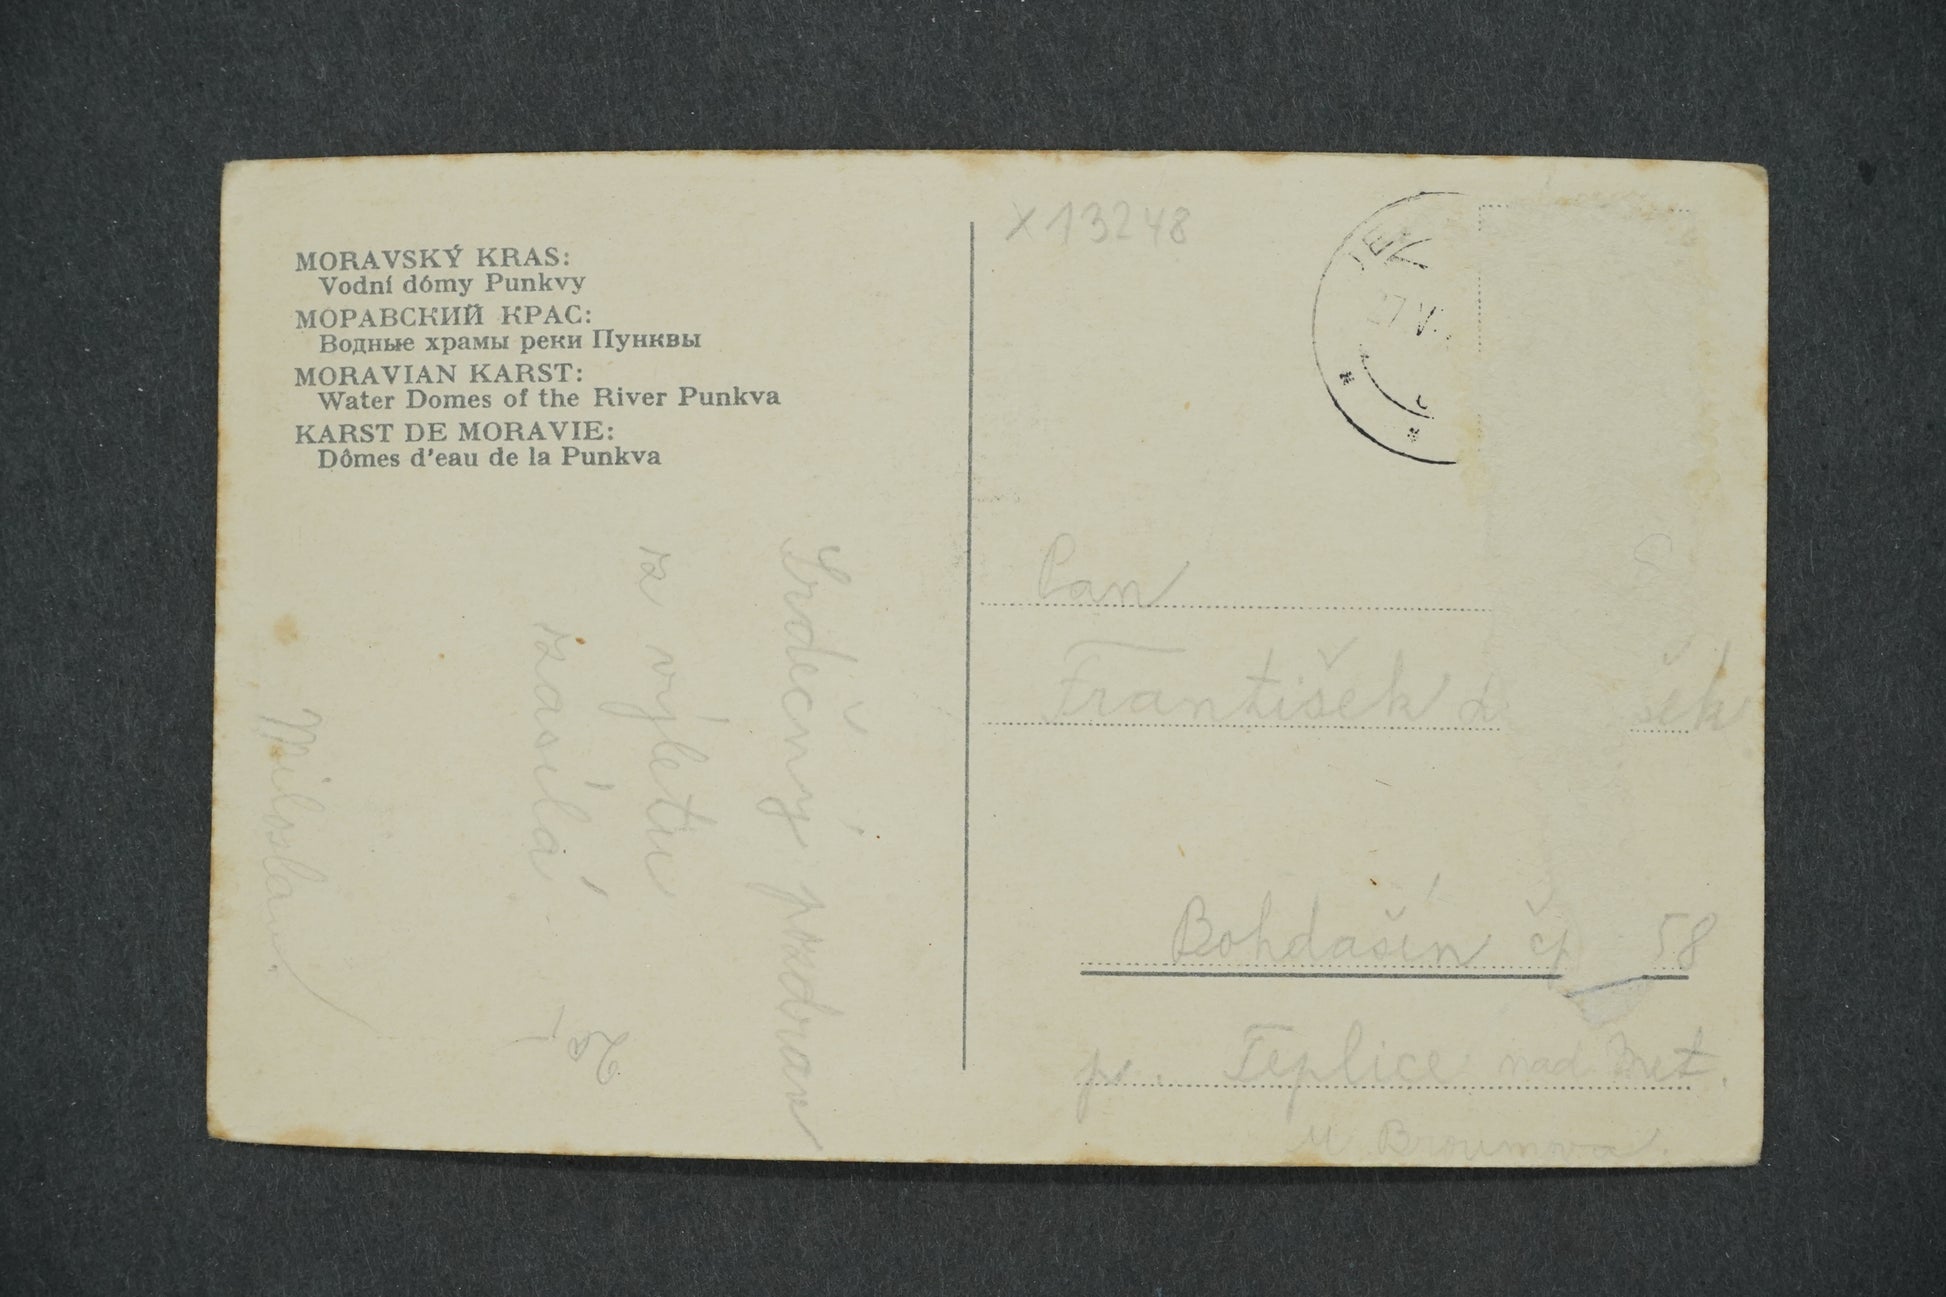 MORAVSKÝ KRAS:
Vodní dómy Punkvy
МОРАВСКИЙ КРАС:
Водные храмы реки Пунквы
MORAVIAN KARST:
Water Domes of the River Punkva
KARST DE MORAVIE:
Dômes d'eau de la Punkva
Srdečný pozdrav
z výletu
zasílá
Miloslav.
X 13248
Pan
František šek
Bohdašín čp 58
p. Teplice nad Met.
u Broumova.